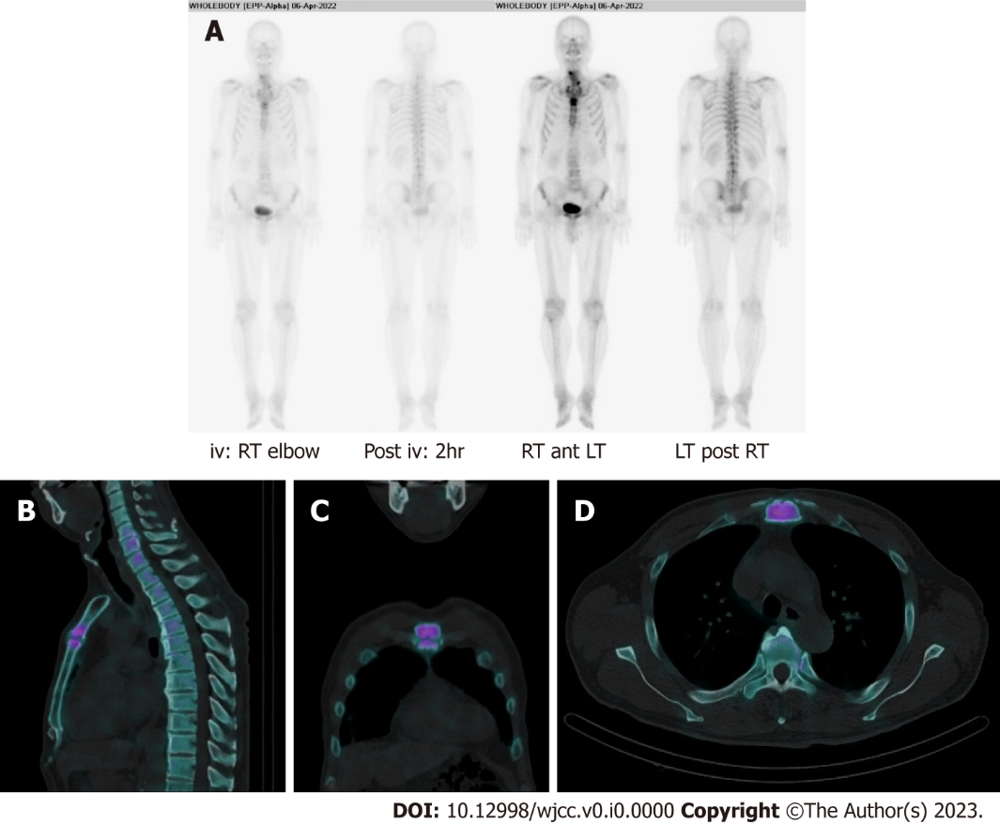 WHOLEBODY [EPP-Alpha] 06-Apr-2022 WHOLEBODY [EPP-Alpha] 06-Apr-2022
A
iv: RT elbow Post iv: 2hr RT ant LT LT post RT
B C D
DOI: 10.12998/wjcc.v0.i0.0000 Copyright ©The Author(s) 2023.